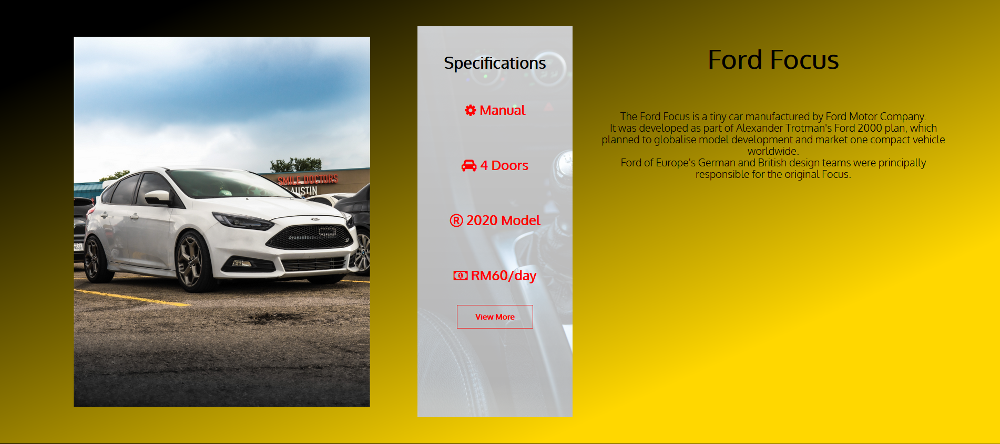 SMILE DOCTORS
AUSTIN
9556
ST
Specifications
Manual
4 Doors
® 2020 Model
1
RM60/day
View More
Ford Focus
The Ford Focus is a tiny car manufactured by Ford Motor Company.
It was developed as part of Alexander Trotman's Ford 2000 plan, which
planned to globalise model development and market one compact vehicle
worldwide.
Ford of Europe's German and British design teams were principally
responsible for the original Focus.